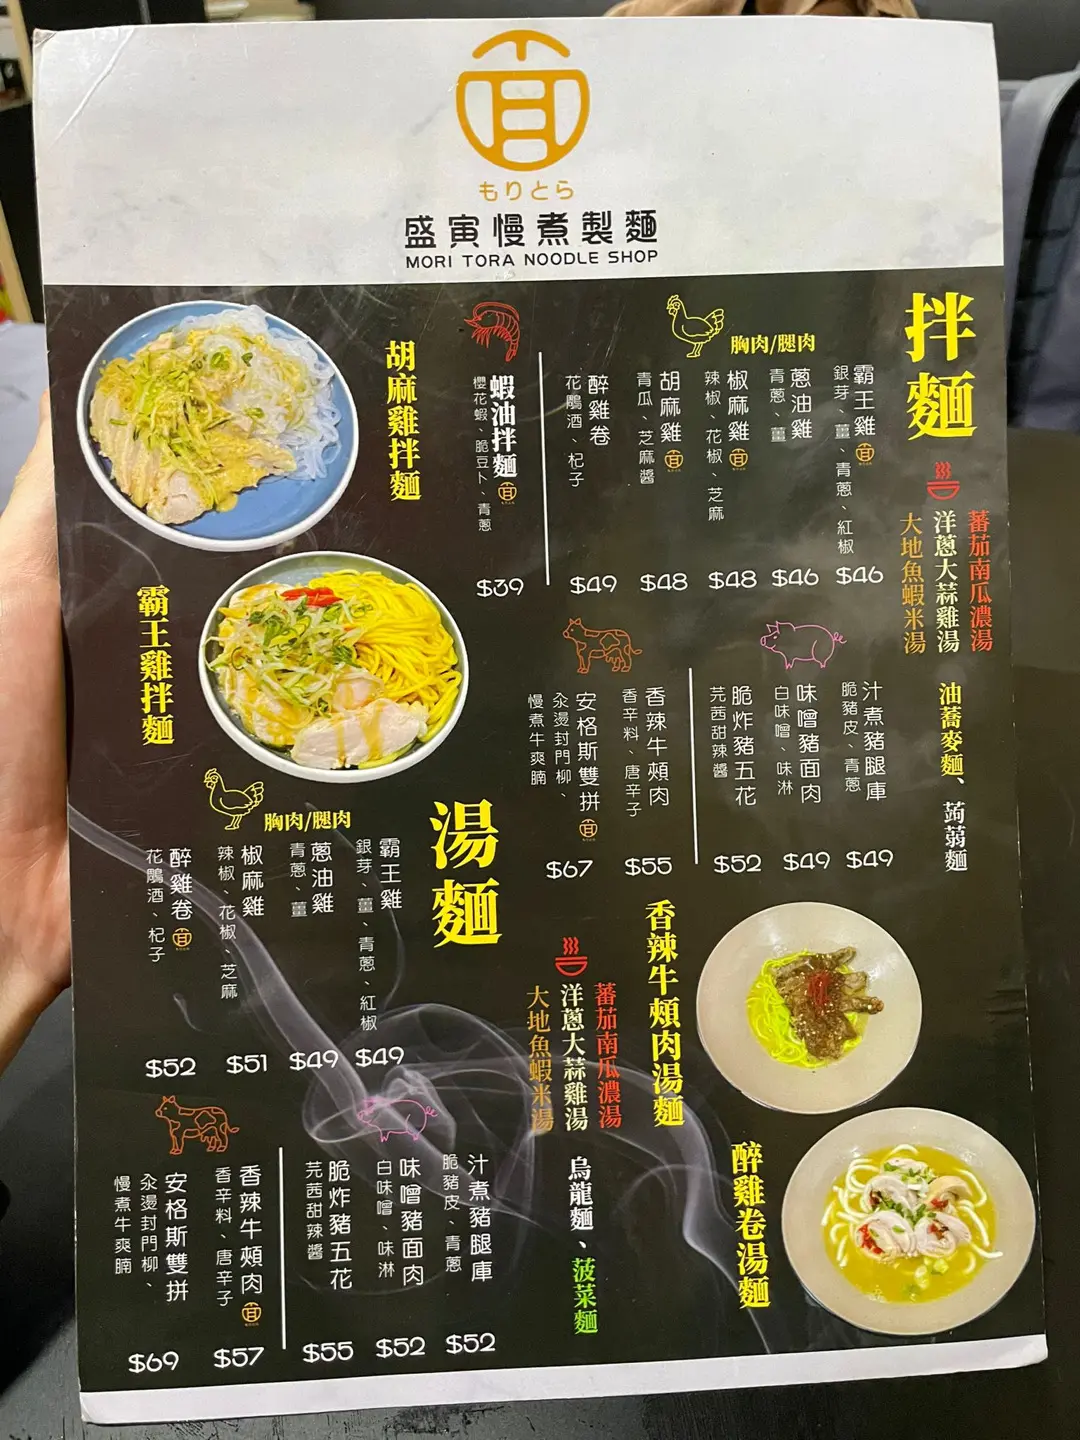 もりとら
盛寅慢煮製麵
MORI TORA NOODLE SHOP
拌麵
蕃茄南瓜濃湯
洋蔥大蒜雞湯
大地魚蝦米湯
油蕎麥麵、蒟蒻麵
胸肉/腿肉
霸王雞
銀芽、薑、青蔥、紅椒
$46
蔥油雞
青蔥、薑
$46
椒麻雞
辣椒、花椒、芝麻
$48
胡麻雞
青瓜、芝麻醬
$48
醉雞卷
花鵰酒、杞子
$49
蝦油拌麵
櫻花蝦、脆豆卜、青蔥
$39
胡麻雞拌麵
霸王雞拌麵
汁煮豬腿庫
脆豬皮、青蔥
$49
味噌豬面肉
白味噌、味淋
$49
脆炸豬五花
芫茜甜辣醬
$52
香辣牛頰肉
香辛料、唐辛子
$55
安格斯雙拼
汆燙封門柳、
慢煮牛爽腩
$67
湯麵
蕃茄南瓜濃湯
洋蔥大蒜雞湯
大地魚蝦米湯
烏龍麵、菠菜麵
胸肉/腿肉
霸王雞
銀芽、薑、青蔥、紅椒
$49
蔥油雞
青蔥、薑
$49
椒麻雞
辣椒、花椒、芝麻
$51
醉雞卷
花鵰酒、杞子
$52
汁煮豬腿庫
脆豬皮、青蔥
$52
味噌豬面肉
白味噌、味淋
$52
脆炸豬五花
芫茜甜辣醬
$55
香辣牛頰肉
香辛料、唐辛子
$57
安格斯雙拼
汆燙封門柳、
慢煮牛爽腩
$69
香辣牛頰肉湯麵
醉雞卷湯麵